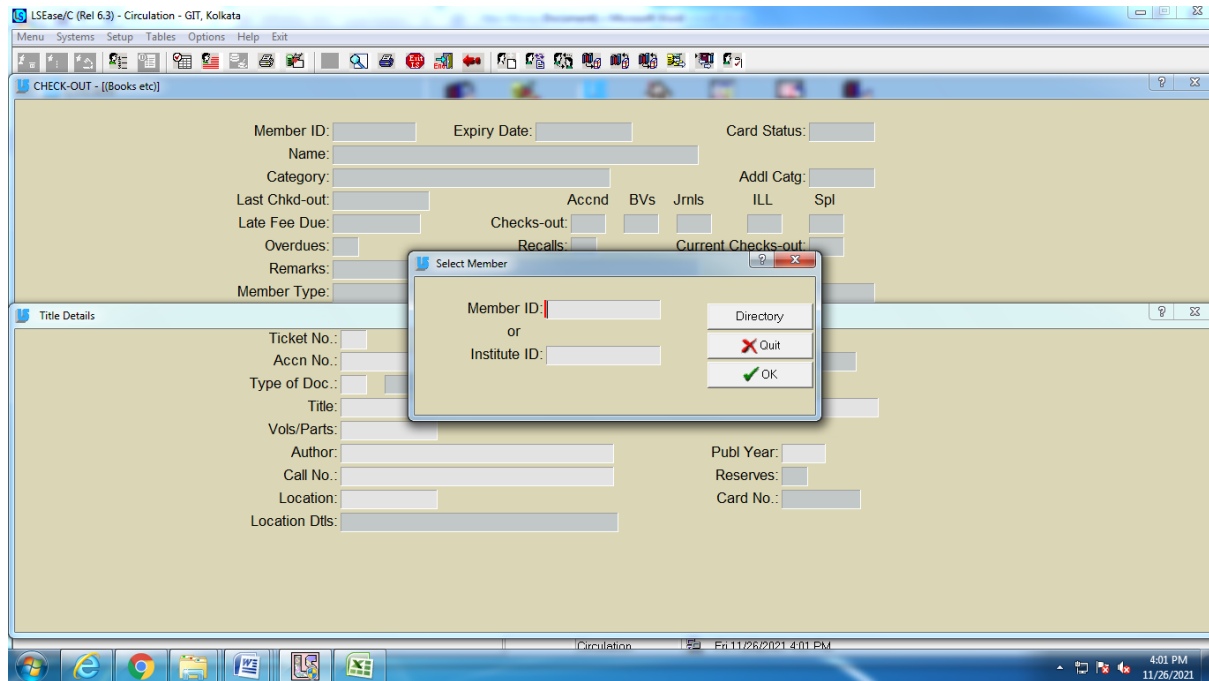 LSEase/C (Rel 6.3) - Circulation - GIT, Kolkata
Menu Systems Setup Tables Options Help Exit
CHECK-OUT - [(Books etc)]
Member ID: Expiry Date: Card Status:
Name:
Category: Addl Catg:
Last Chkd-out: Accnd BVs Jrnls ILL Spl
Late Fee Due: Checks-out:
Overdues: Recalls: Current Checks-out:
Remarks:
Member Type:
Select Member
Member ID:
or
Institute ID:
Directory
Quit
OK
Title Details
Ticket No.:
Accn No.:
Type of Doc.:
Title:
Vols/Parts:
Author: Publ Year:
Call No.: Reserves:
Location: Card No.:
Location Dtls:
Circulation Fri 11/26/2021 4:01 PM
4:01 PM
11/26/2021